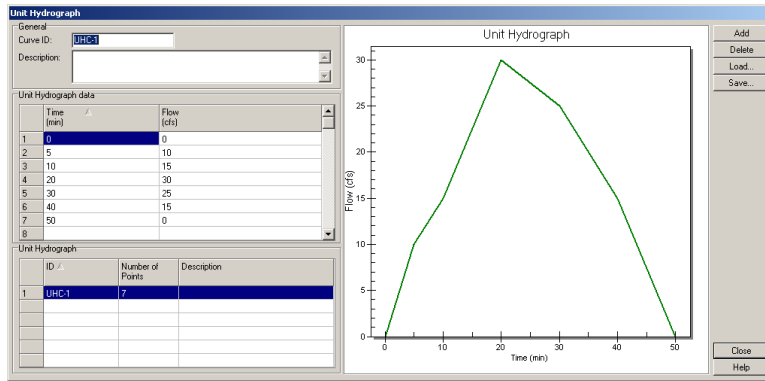 Unit Hydrograph
General
Curve ID: UHC-1
Description:
Unit Hydrograph data
Time (min) Flow (cfs)
1 0 0
2 5 10
3 10 15
4 20 30
5 30 25
6 40 15
7 50 0
8
Unit Hydrograph
ID Number of Points Description
1 UHC-1 7
Unit Hydrograph
Flow (cfs)
30
25
20
15
10
5
0
0 10 20 30 40 50
Time (min)
Add
Delete
Load...
Save...
Close
Help